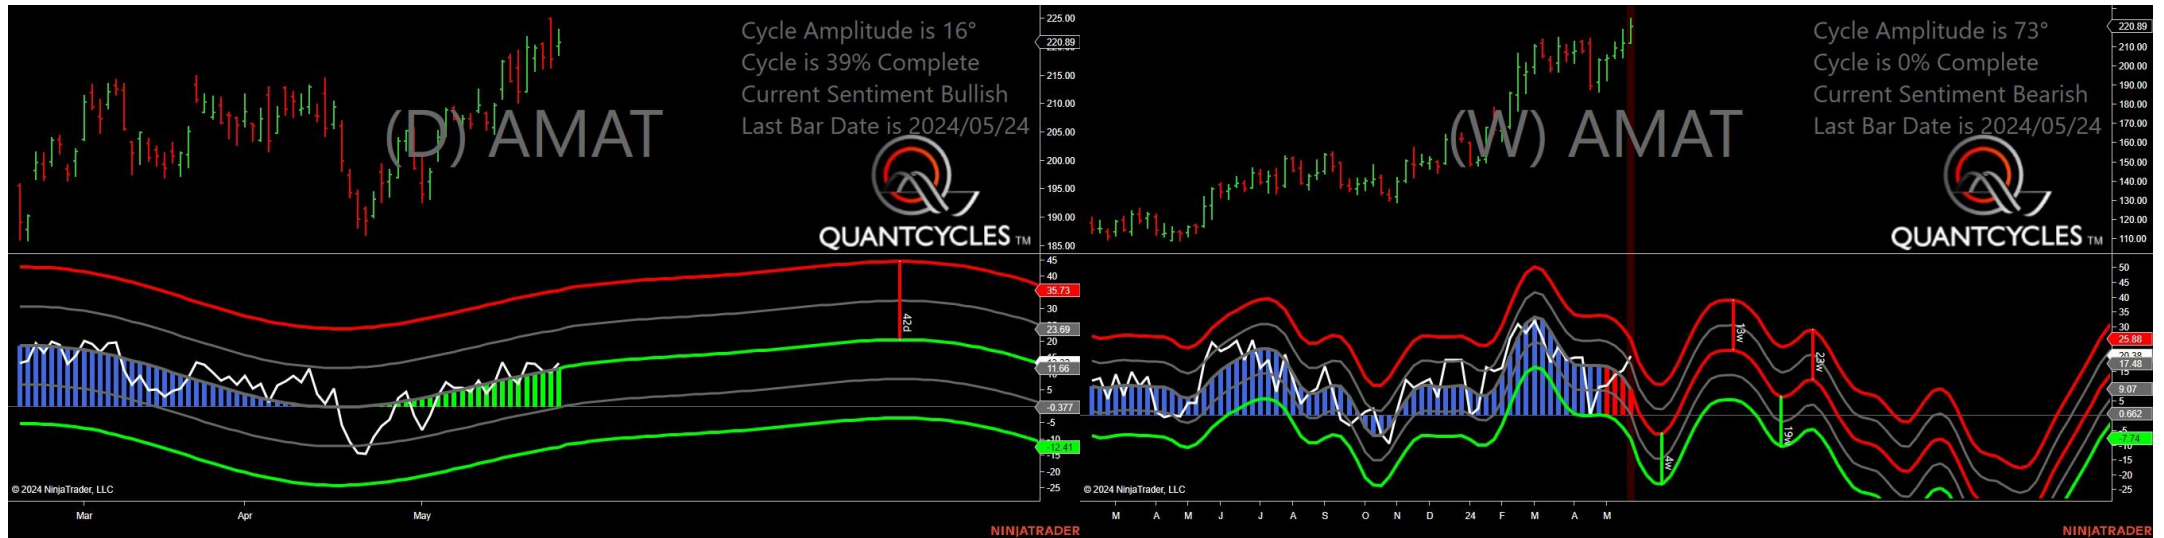 Cycle Amplitude is 16°
Cycle is 39% Complete
Current Sentiment Bullish
Last Bar Date is 2024/05/24
(D) AMAT
QUANTCYCLES TM
225.00
220.89
215.00
210.00
205.00
200.00
195.00
190.00
185.00
45
40
35.73
30
23.69
20
11.66
5
-0.377
-5
-12.41
-15
-20
-25
42d
© 2024 NinjaTrader, LLC
Mar Apr May
NINJATRADER
Cycle Amplitude is 73°
Cycle is 0% Complete
Current Sentiment Bearish
Last Bar Date is 2024/05/24
(W) AMAT
QUANTCYCLES TM
220.89
210.00
200.00
190.00
180.00
170.00
160.00
150.00
140.00
130.00
120.00
110.00
50
45
40
35
30
25.88
20.38
17.48
15
9.07
5
0.662
-7.74
-15
-20
-25
13w
23w
19w
4w
© 2024 NinjaTrader, LLC
M A M J J A S O N D 24 F M A M
NINJATRADER